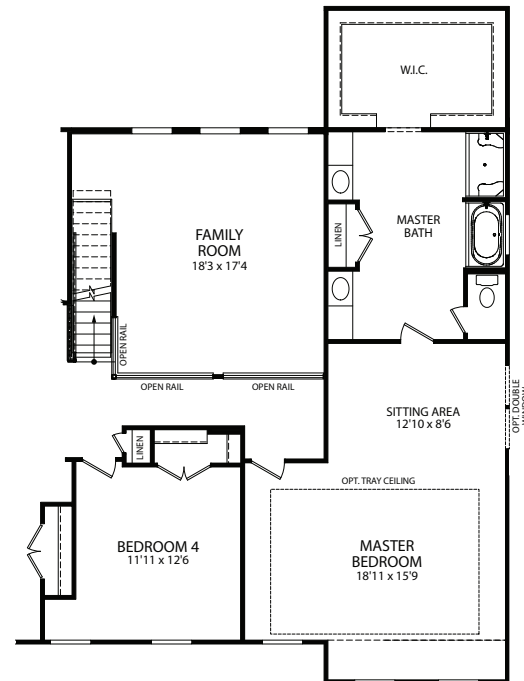 W.I.C.
FAMILY
ROOM
18'3 x 17'4
MASTER
BATH
LINEN
OPEN RAIL
OPEN RAIL
OPEN RAIL
SITTING AREA
12'10 x 8'6
OPT. DOUBLE
WINDOW
LINEN
OPT. TRAY CEILING
BEDROOM 4
11'11 x 12'6
MASTER
BEDROOM
18'11 x 15'9